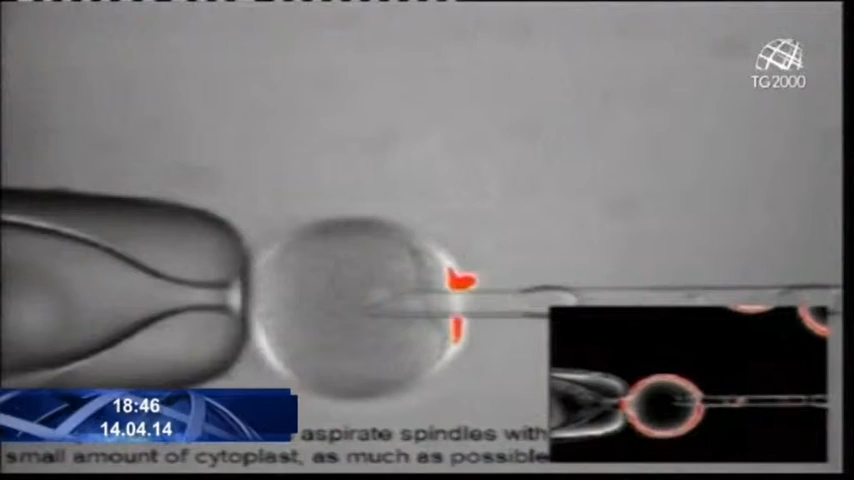 TG2000
18:46
14.04.14
aspirate spindles with
small amount of cytoplast, as much as possible